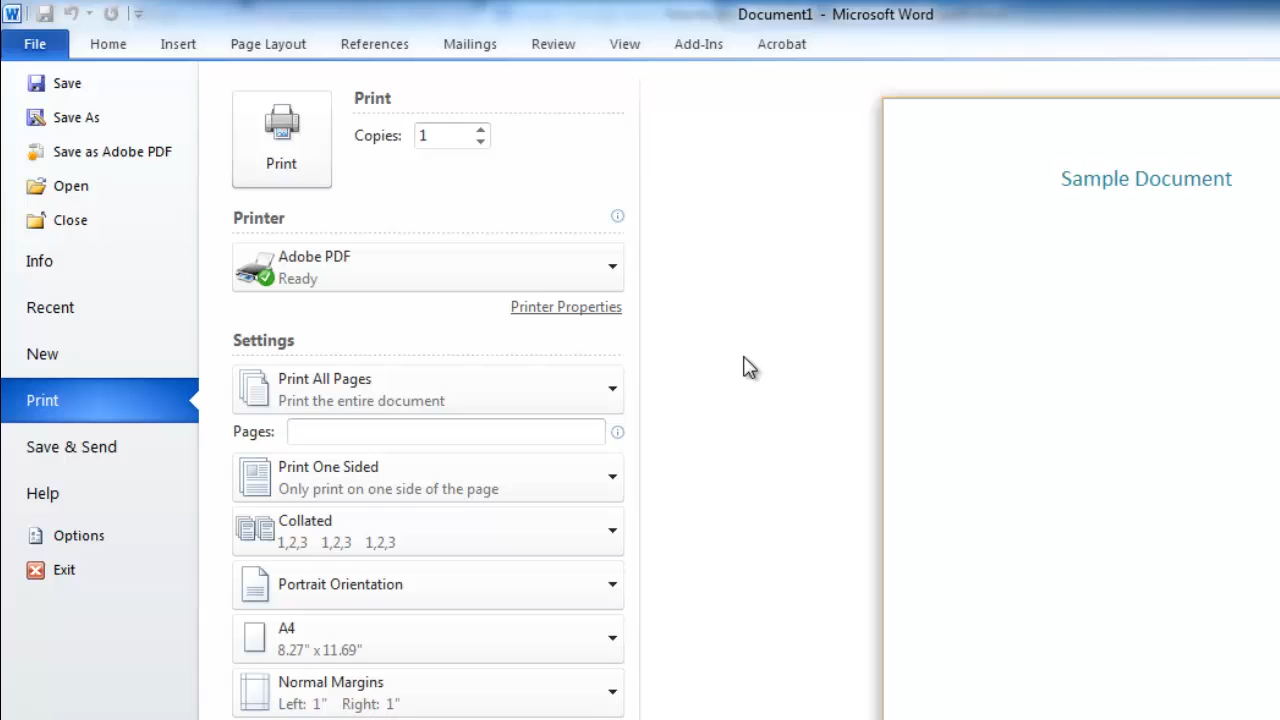 Document1 - Microsoft Word
File Home Insert Page Layout References Mailings Review View Add-Ins Acrobat
Save
Save As
Save as Adobe PDF
Open
Close
Info
Recent
New
Print
Save & Send
Help
Options
Exit
Print
Print
Copies: 1
Printer
Adobe PDF
Ready
Printer Properties
Settings
Print All Pages
Print the entire document
Pages:
Print One Sided
Only print on one side of the page
Collated
1,2,3 1,2,3 1,2,3
Portrait Orientation
A4
8.27" x 11.69"
Normal Margins
Left: 1" Right: 1"
Sample Document